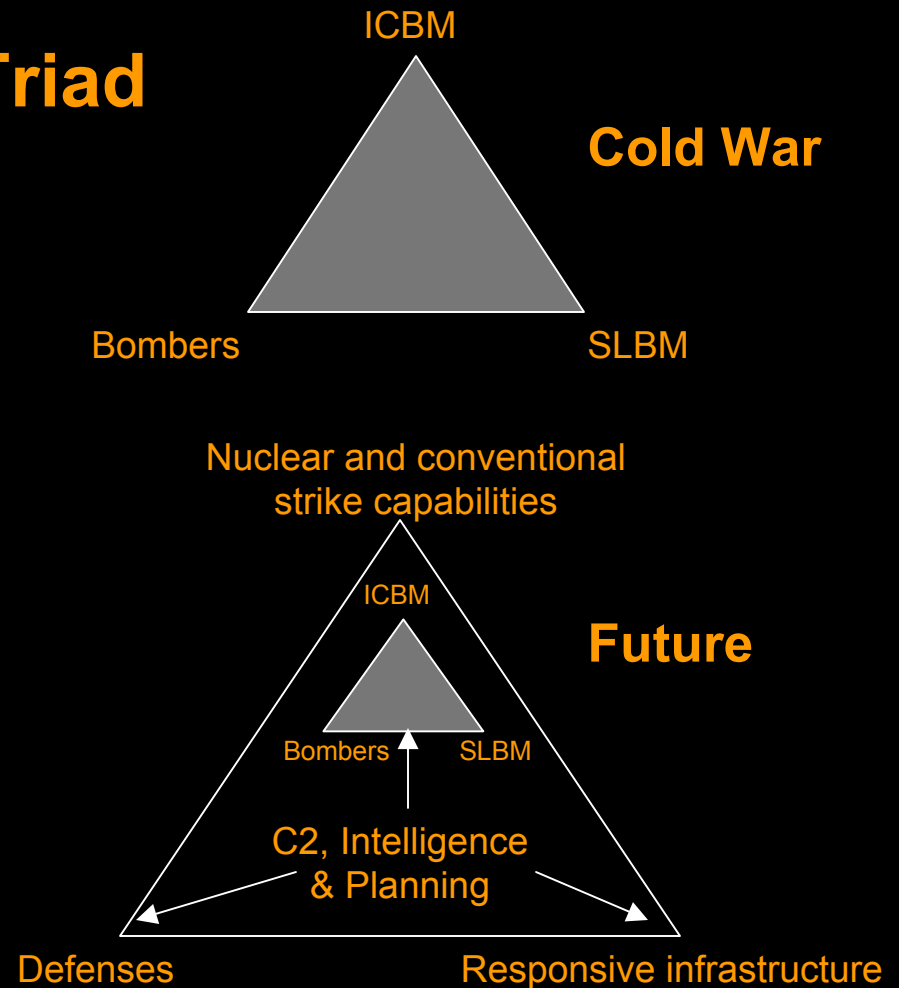 Triad
ICBM
Cold War
Bombers
SLBM
Nuclear and conventional
strike capabilities
ICBM
Future
Bombers
SLBM
C2, Intelligence
& Planning
Defenses
Responsive infrastructure